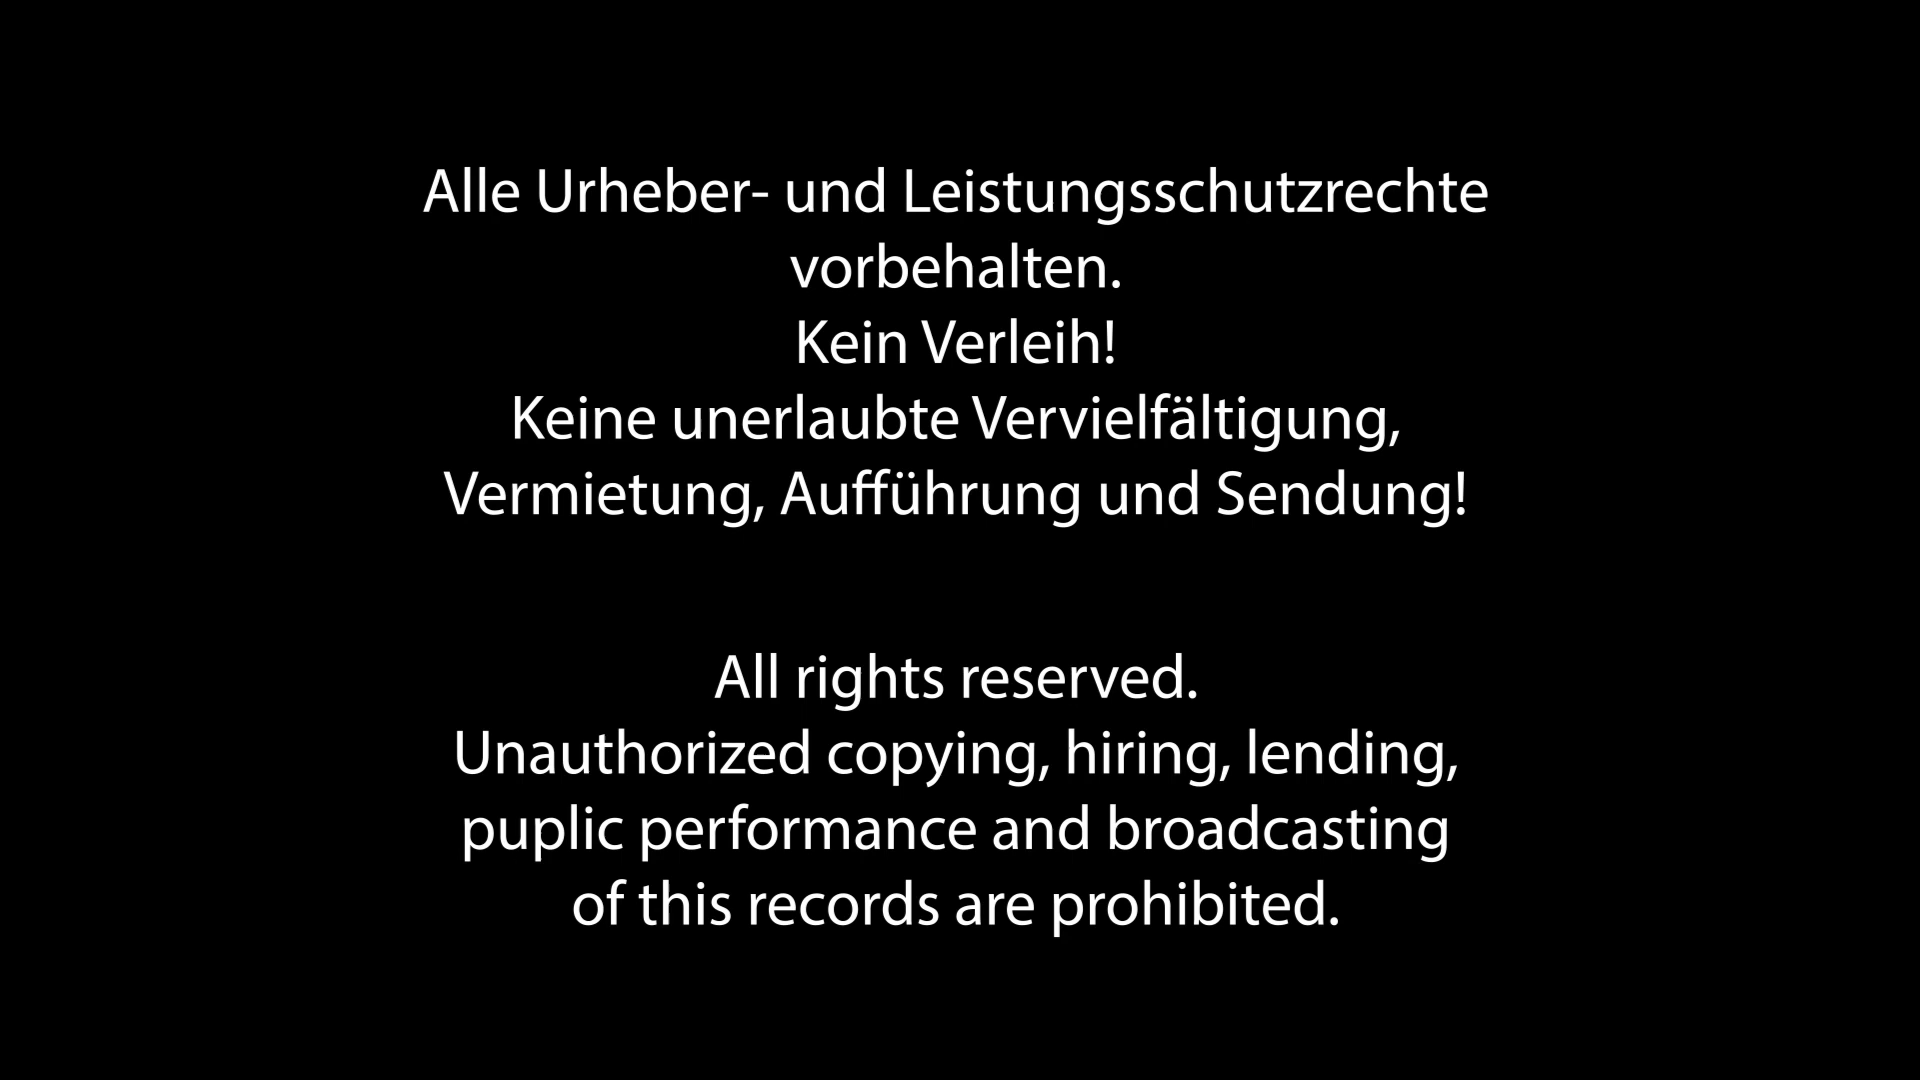 Alle Urheber- und Leistungsschutzrechte
vorbehalten.
Kein Verleih!
Keine unerlaubte Vervielfältigung,
Vermietung, Aufführung und Sendung!
All rights reserved.
Unauthorized copying, hiring, lending,
puplic performance and broadcasting
of this records are prohibited.